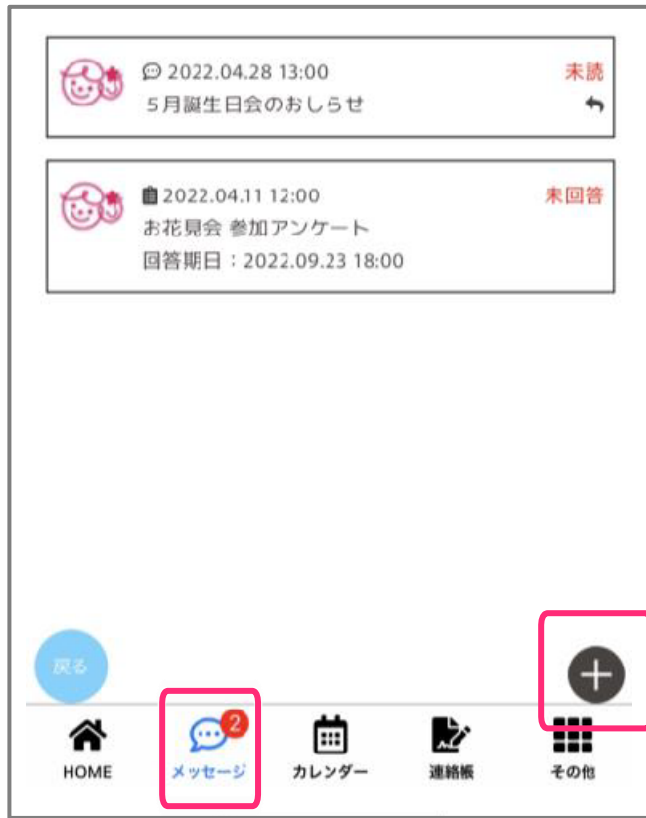 2022.04.28 13:00 未読
５月誕生日会のおしらせ
2022.04.11 12:00 未回答
お花見会 参加アンケート
回答期日：2022.09.23 18:00
戻る
2
HOME メッセージ カレンダー 連絡帳 その他